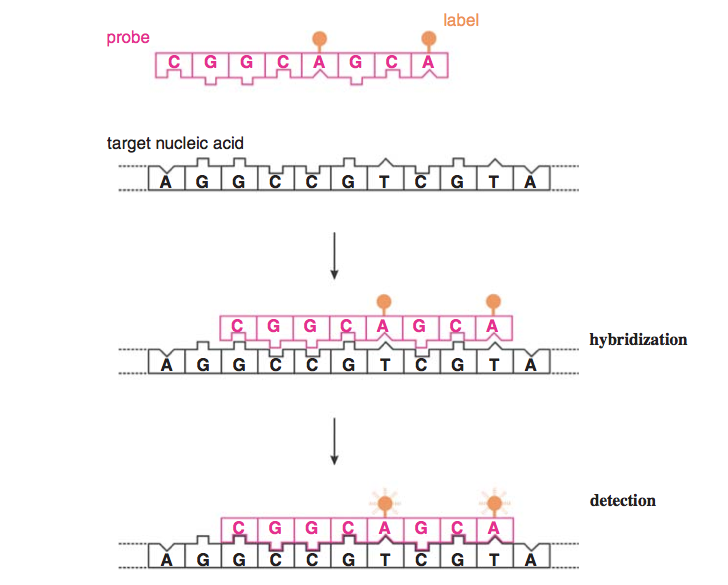 label
probe
C G G C A G C A
target nucleic acid
A G G C C G T C G T A
C G G C A G C A
hybridization
A G G C C G T C G T A
detection
C G G C A G C A
A G G C C G T C G T A